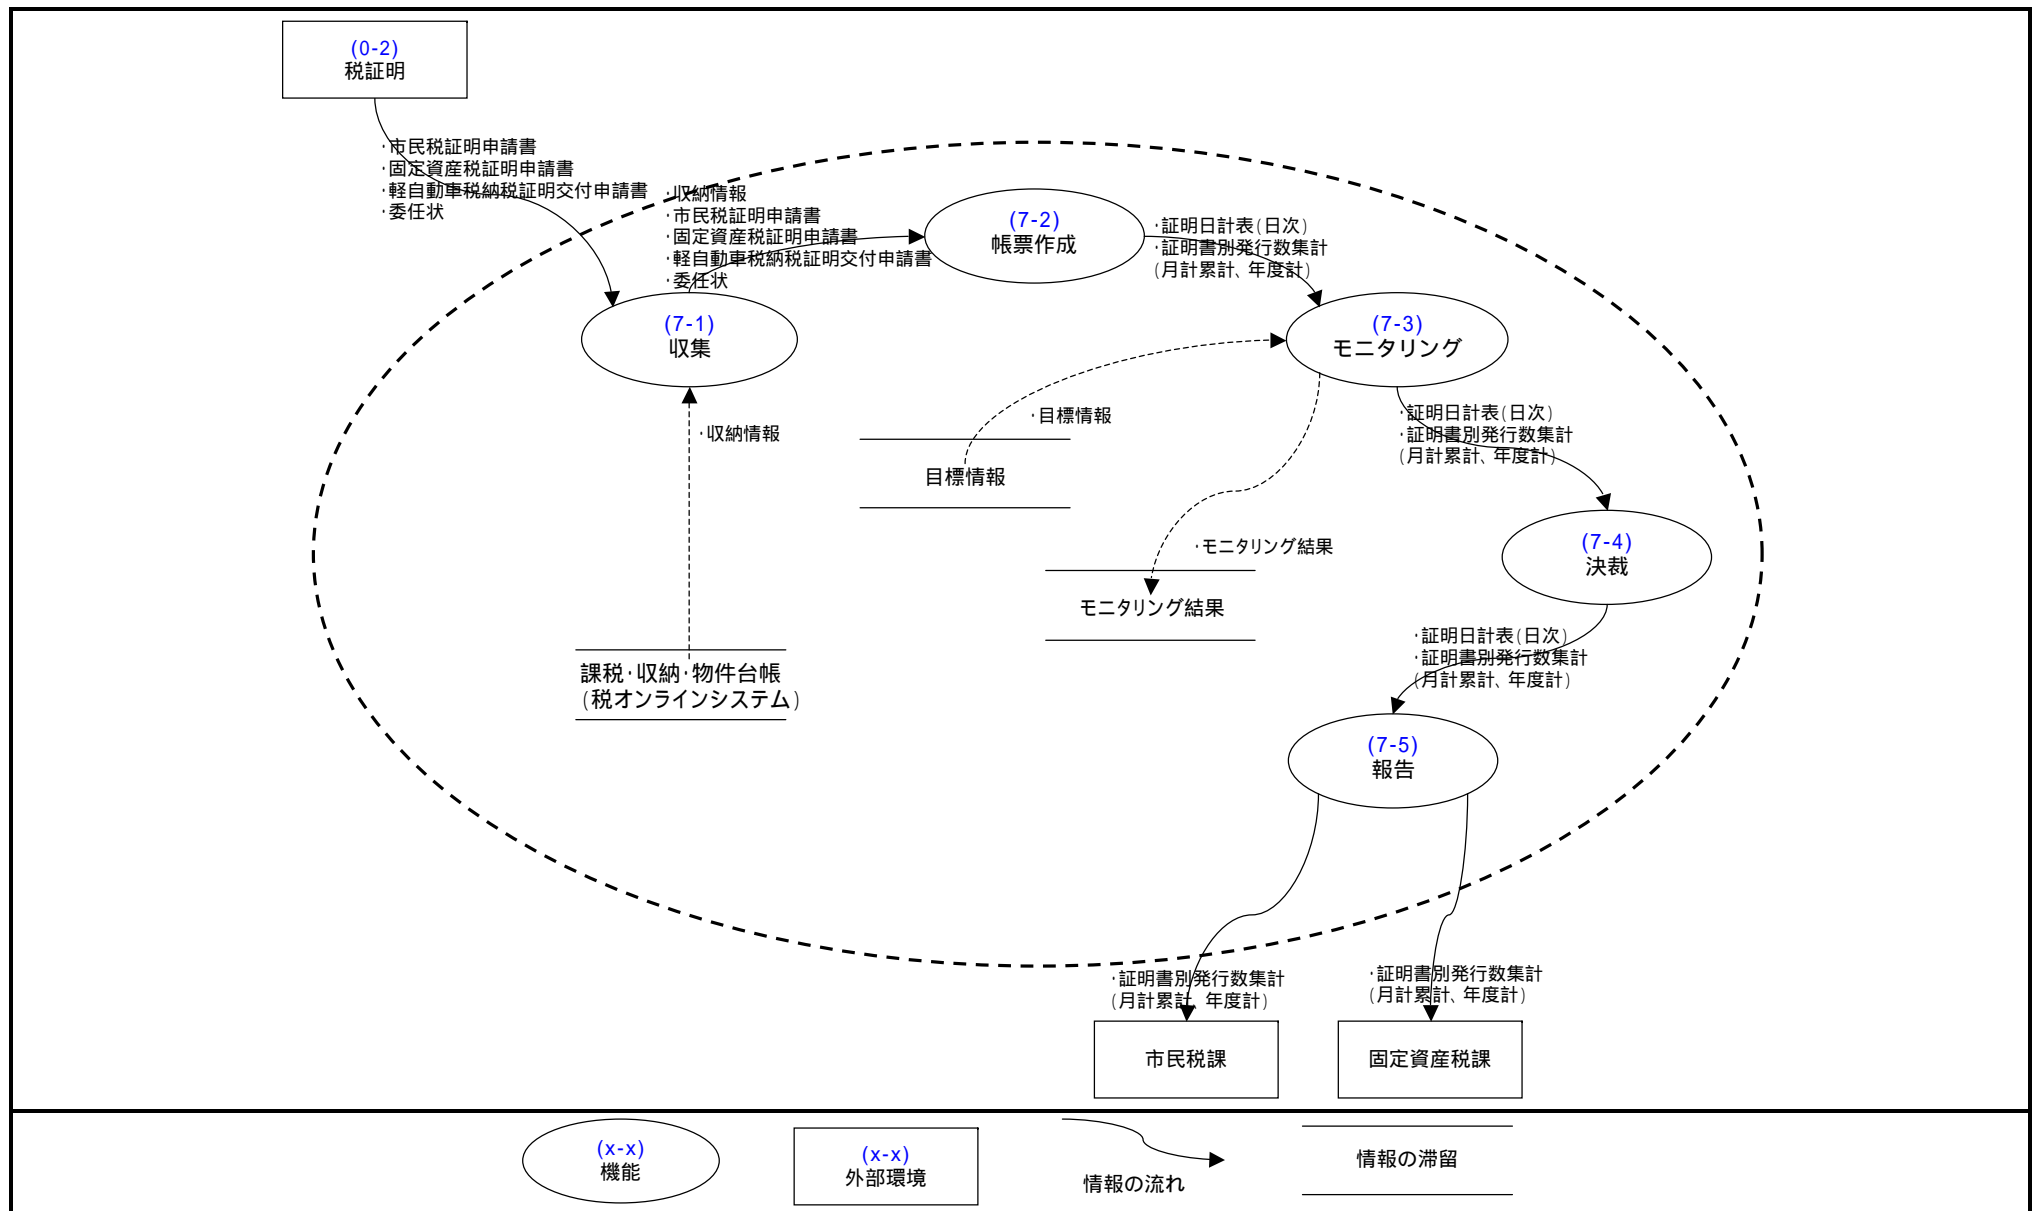 (0-2)
税証明
･市民税証明申請書
･固定資産税証明申請書
･軽自動車税納税証明交付申請書
･委任状
･収納情報
･市民税証明申請書
･固定資産税証明申請書
･軽自動車税納税証明交付申請書
･委任状
(7-2)
帳票作成
･証明日計表(日次)
･証明書別発行数集計
(月計累計、年度計)
(7-1)
収集
(7-3)
モニタリング
･収納情報
･目標情報
目標情報
･証明日計表(日次)
･証明書別発行数集計
(月計累計、年度計)
･モニタリング結果
モニタリング結果
(7-4)
決裁
課税･収納･物件台帳
(税オンラインシステム)
･証明日計表(日次)
･証明書別発行数集計
(月計累計、年度計)
(7-5)
報告
･証明書別発行数集計
(月計累計、年度計)
･証明書別発行数集計
(月計累計、年度計)
市民税課
固定資産税課
(x-x)
機能
(x-x)
外部環境
情報の流れ
情報の滞留